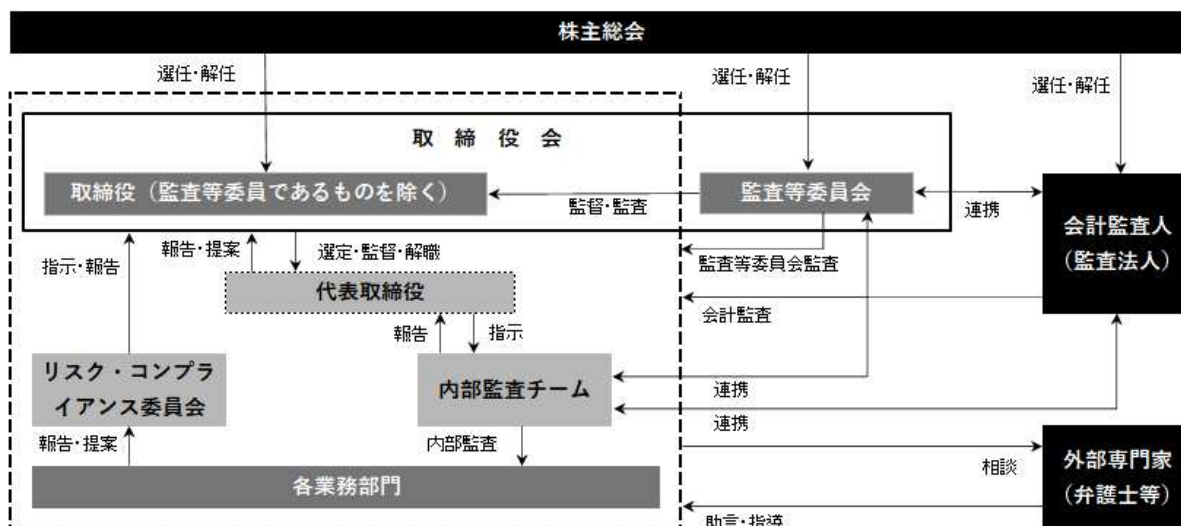 株主総会
選任・解任
選任・解任
選任・解任
取締役会
取締役（監査等委員であるものを除く）
監督・監査
監査等委員会
連携
会計監査人
（監査法人）
指示・報告
報告・提案
選定・監督・解職
監査等委員会監査
代表取締役
会計監査
報告
指示
リスク・コンプラ
イアンス委員会
内部監査チーム
連携
連携
報告・提案
内部監査
相談
外部専門家
（弁護士等）
各業務部門
助言・指導